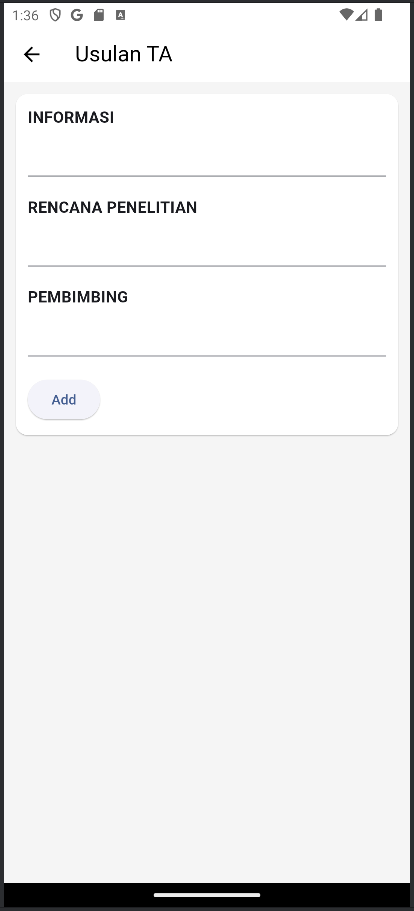 1:36
Usulan TA
INFORMASI
RENCANA PENELITIAN
PEMBIMBING
Add